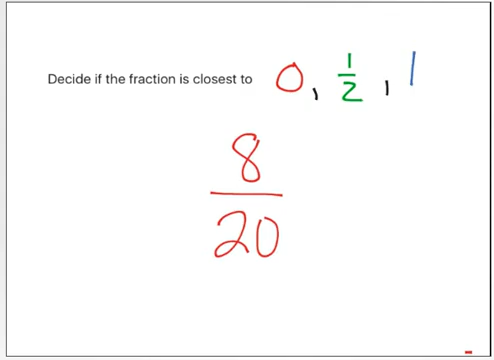 Decide if the fraction is closest to 0, 1/2, 1
8
20